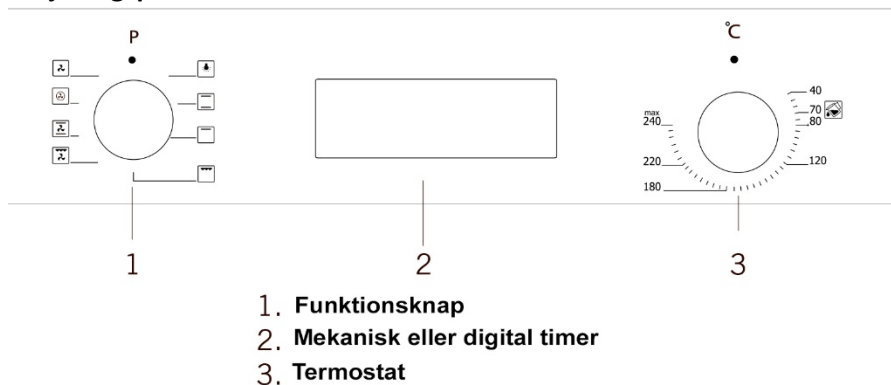 P
°C
40
70
80
120
180
220
max
240
1
2
3
1. Funktionsknap
2. Mekanisk eller digital timer
3. Termostat